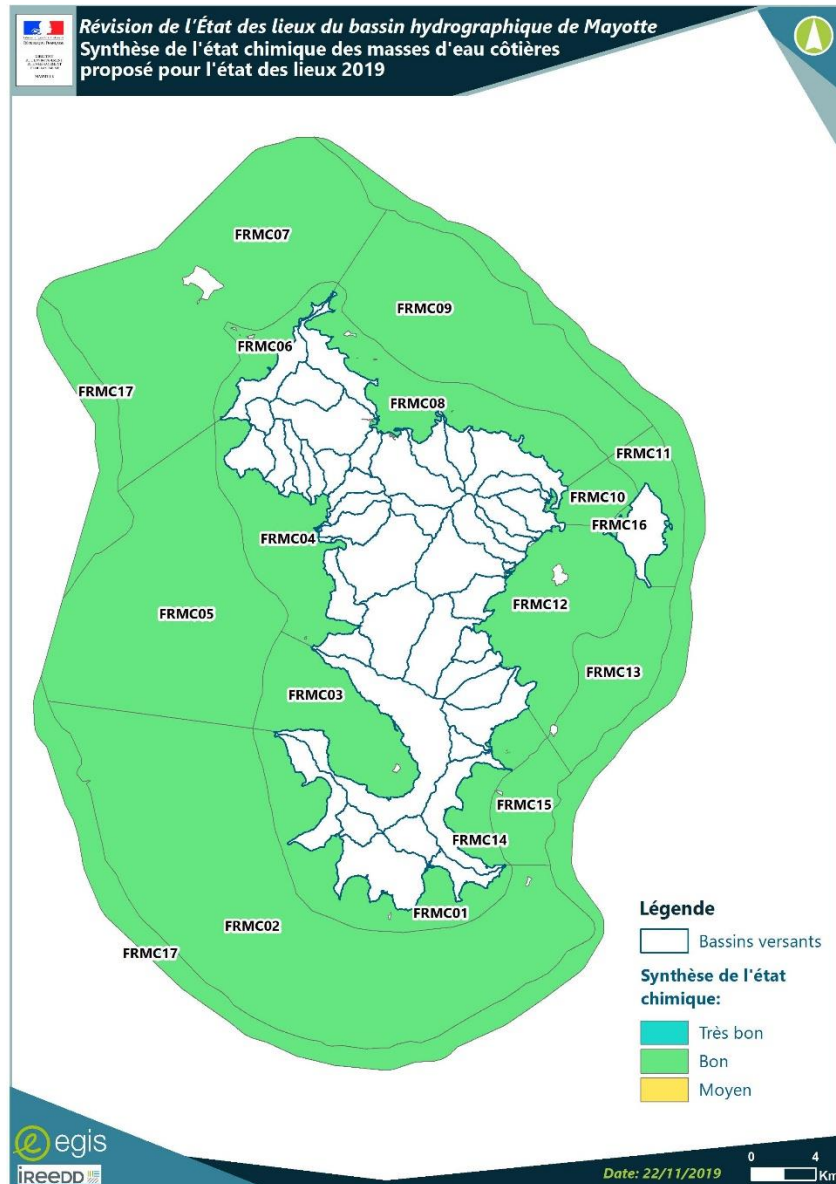 Révision de l'État des lieux du bassin hydrographique de Mayotte
Synthèse de l'état chimique des masses d'eau côtières
proposé pour l'état des lieux 2019
FRMC07
FRMC09
FRMC06
FRMC17
FRMC08
FRMC11
FRMC10
FRMC16
FRMC04
FRMC12
FRMC05
FRMC13
FRMC03
FRMC15
FRMC14
FRMC01
FRMC02
FRMC17
Légende
Bassins versants
Synthèse de l'état
chimique:
Très bon
Bon
Moyen
egis
iReeDD
Date: 22/11/2019
0 4
Km